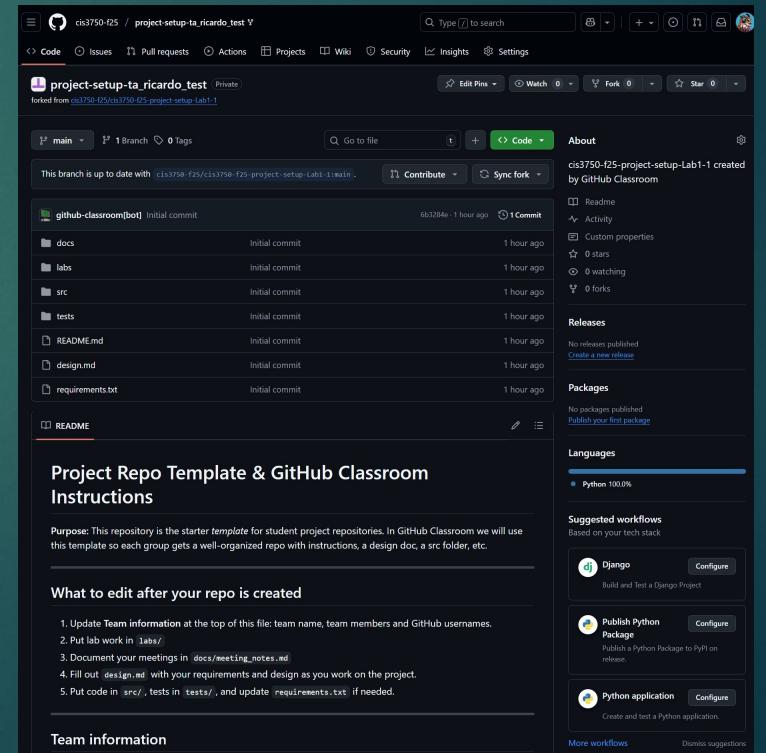 cis3750-f25 / project-setup-ta_ricardo_test
Type / to search
Code
Issues
Pull requests
Actions
Projects
Wiki
Security
Insights
Settings
project-setup-ta_ricardo_test Private
forked from cis3750-f25/cis3750-f25-project-setup-Lab1-1
Edit Pins
Watch 0
Fork 0
Star 0
main
1 Branch
0 Tags
Go to file t
+
Code
This branch is up to date with cis3750-f25/cis3750-f25-project-setup-Lab1-1:main .
Contribute
Sync fork
github-classroom[bot] Initial commit 6b3284e · 1 hour ago 1 Commit
docs Initial commit 1 hour ago
labs Initial commit 1 hour ago
src Initial commit 1 hour ago
tests Initial commit 1 hour ago
README.md Initial commit 1 hour ago
design.md Initial commit 1 hour ago
requirements.txt Initial commit 1 hour ago
README
Project Repo Template & GitHub Classroom
Instructions
Purpose: This repository is the starter template for student project repositories. In GitHub Classroom we will use
this template so each group gets a well-organized repo with instructions, a design doc, a src folder, etc.
What to edit after your repo is created
1. Update Team information at the top of this file: team name, team members and GitHub usernames.
2. Put lab work in labs/
3. Document your meetings in docs/meeting_notes.md
4. Fill out design.md with your requirements and design as you work on the project.
5. Put code in src/ , tests in tests/ , and update requirements.txt if needed.
Team information
About
cis3750-f25-project-setup-Lab1-1 created
by GitHub Classroom
Readme
Activity
Custom properties
0 stars
0 watching
0 forks
Releases
No releases published
Create a new release
Packages
No packages published
Publish your first package
Languages
Python 100.0%
Suggested workflows
Based on your tech stack
dj Django Configure
Build and Test a Django Project
Publish Python Configure
Package
Publish a Python Package to PyPI on
release.
Python application Configure
Create and test a Python application.
More workflows Dismiss suggestions